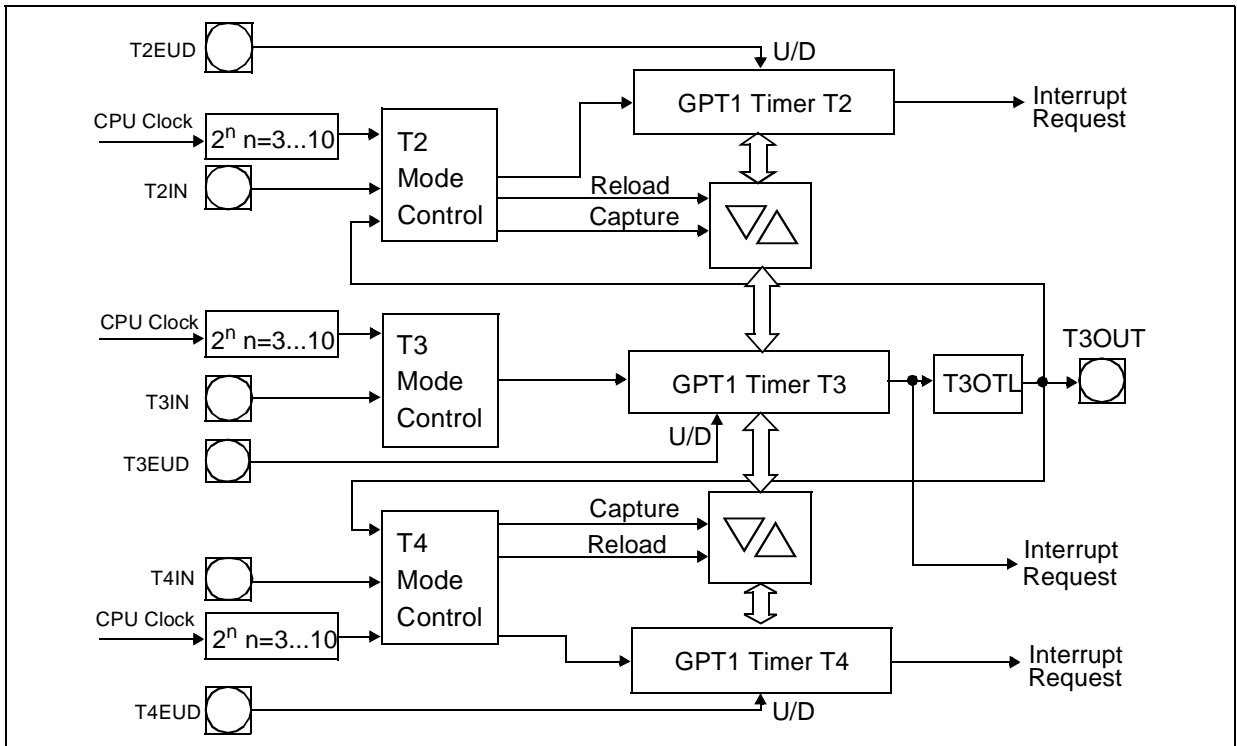 T2EUD
U/D
GPT1 Timer T2
Interrupt
Request
CPU Clock
2ⁿ n=3...10
T2
Mode
Control
T2IN
Reload
Capture
CPU Clock
2ⁿ n=3...10
T3
Mode
Control
T3IN
GPT1 Timer T3
T3OTL
T3OUT
U/D
T3EUD
Capture
Reload
T4
Mode
Control
T4IN
Interrupt
Request
CPU Clock
2ⁿ n=3...10
GPT1 Timer T4
Interrupt
Request
T4EUD
U/D